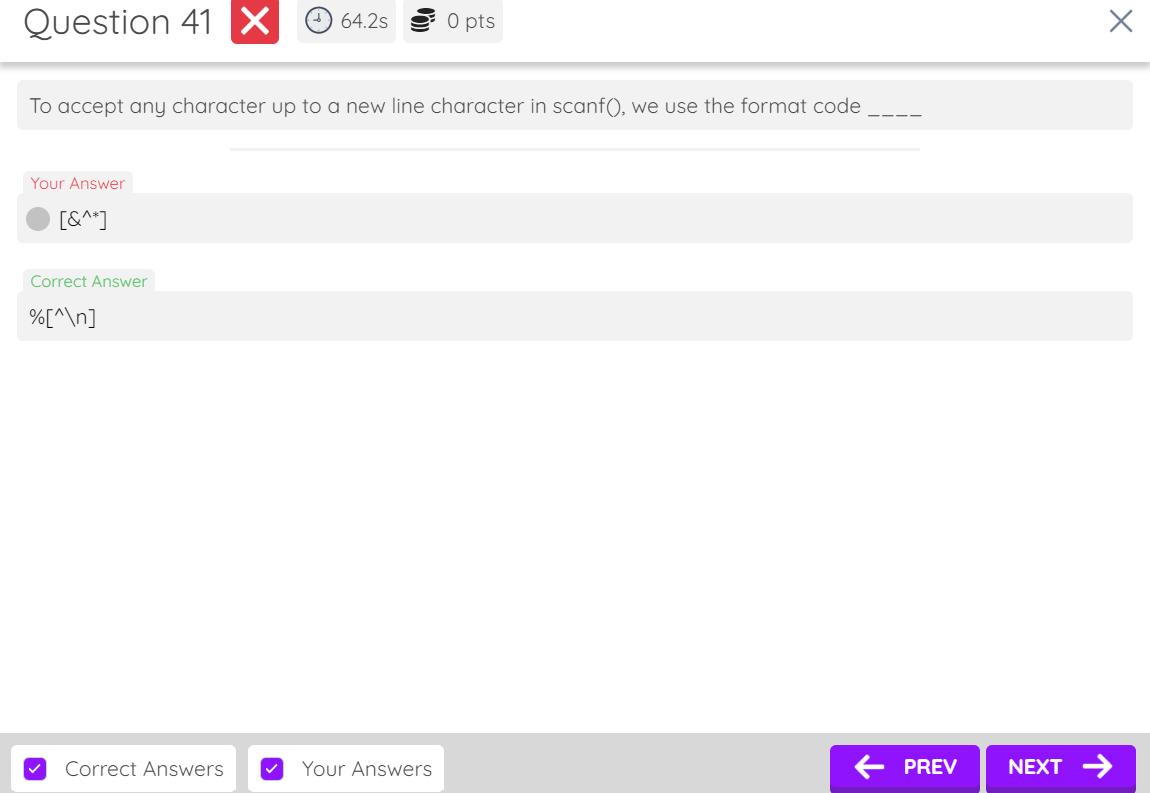 Question 41 64.2s 0 pts
To accept any character up to a new line character in scanf(), we use the format code ____
Your Answer
[&^*]
Correct Answer
%[^\n]
Correct Answers Your Answers PREV NEXT